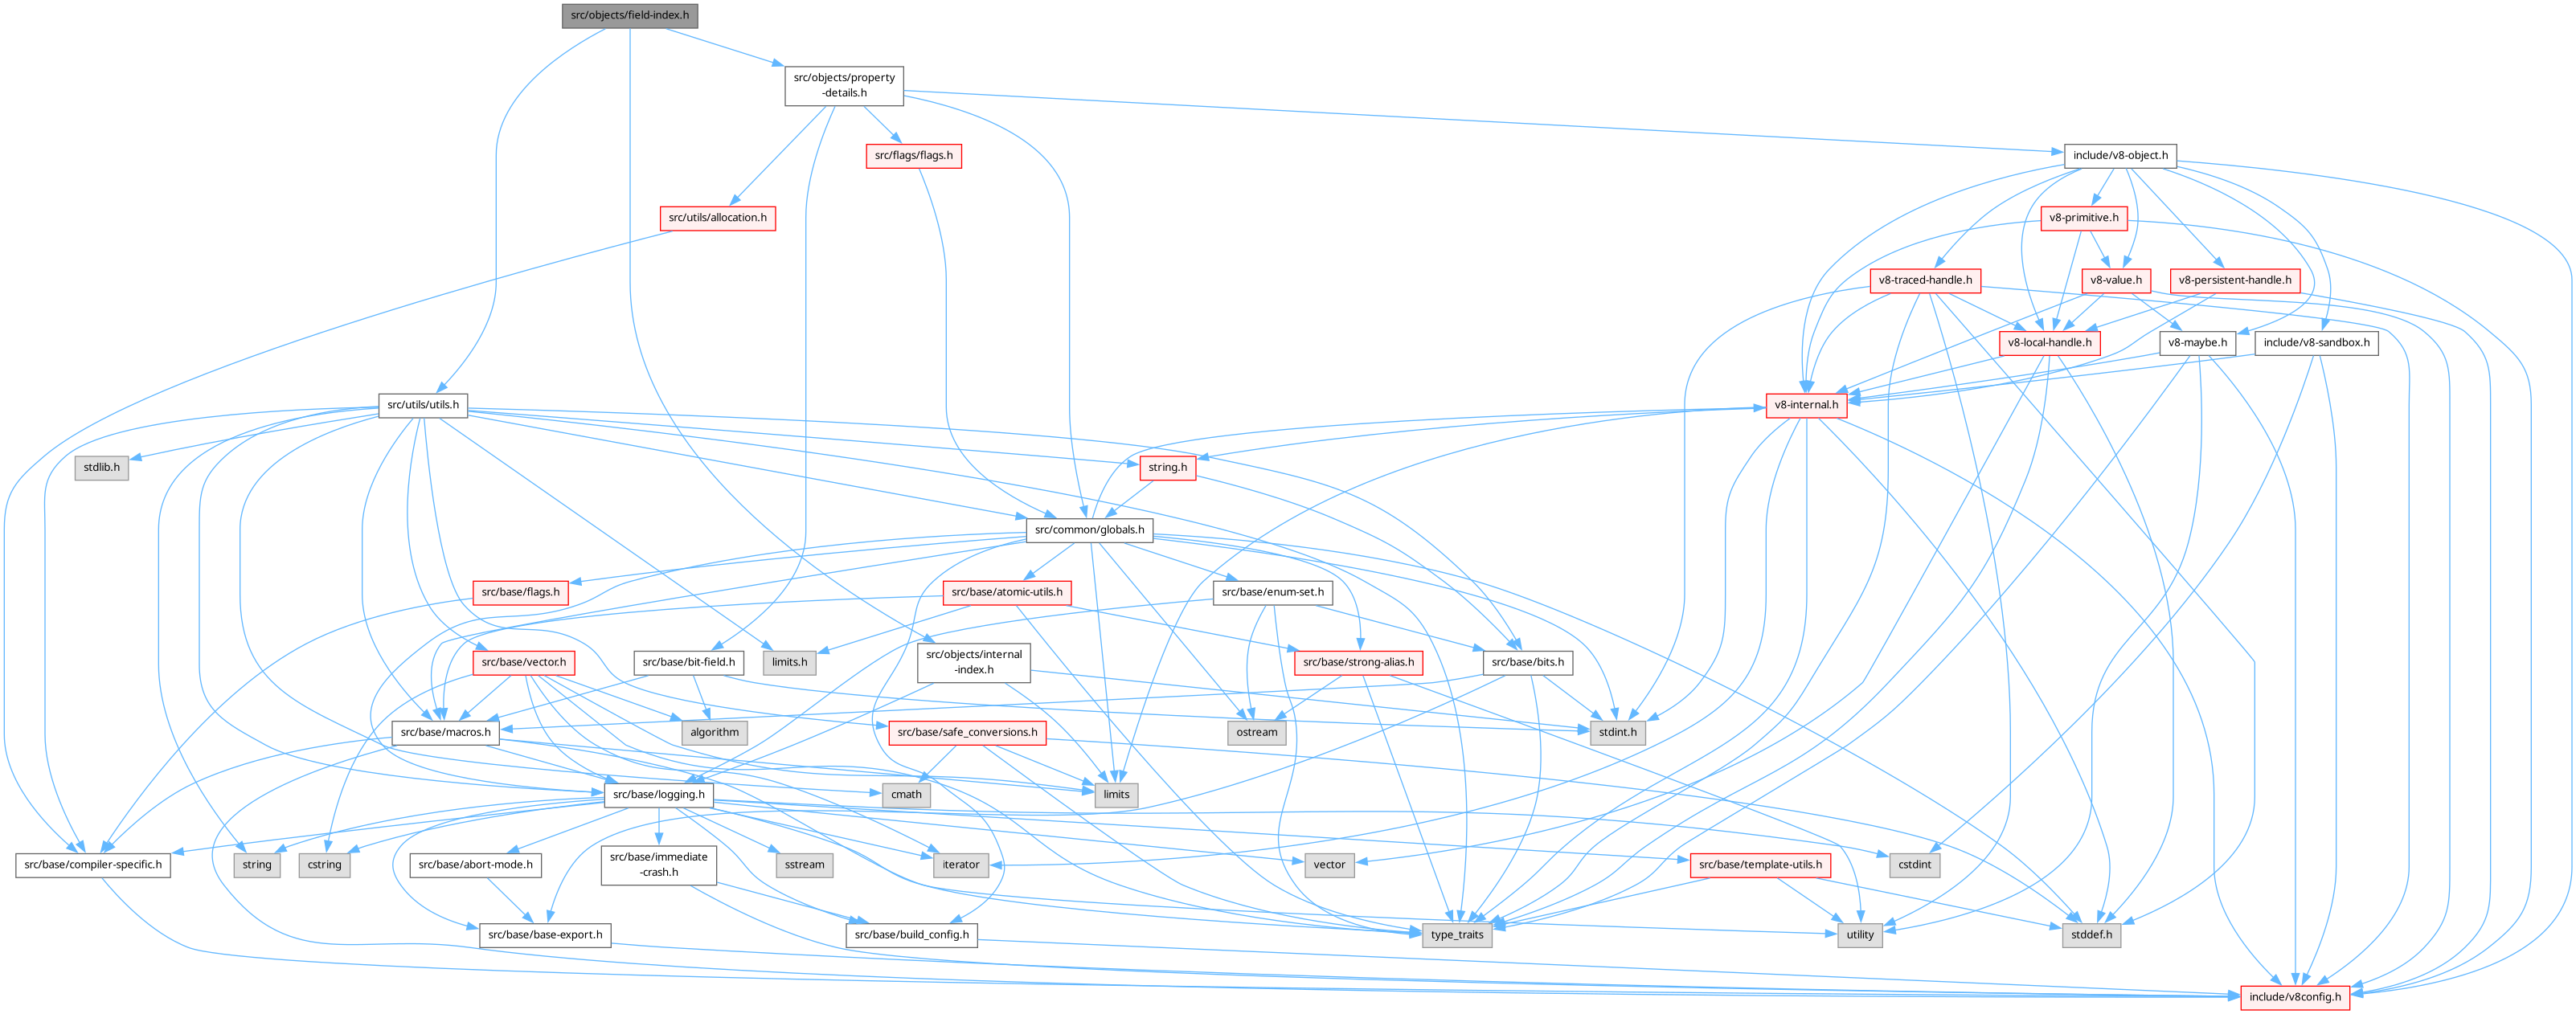 src/objects/field-index.h
src/objects/property
-details.h
src/flags/flags.h
include/v8-object.h
src/utils/allocation.h
v8-primitive.h
v8-traced-handle.h
v8-value.h
v8-persistent-handle.h
v8-local-handle.h
v8-maybe.h
include/v8-sandbox.h
src/utils/utils.h
v8-internal.h
stdlib.h
string.h
src/common/globals.h
src/base/flags.h
src/base/atomic-utils.h
src/base/enum-set.h
src/base/vector.h
src/base/bit-field.h
limits.h
src/objects/internal
-index.h
src/base/strong-alias.h
src/base/bits.h
src/base/macros.h
algorithm
src/base/safe_conversions.h
ostream
stdint.h
src/base/logging.h
cmath
limits
src/base/compiler-specific.h
string
cstring
src/base/abort-mode.h
src/base/immediate
-crash.h
sstream
iterator
vector
src/base/template-utils.h
cstdint
src/base/base-export.h
src/base/build_config.h
type_traits
utility
stddef.h
include/v8config.h